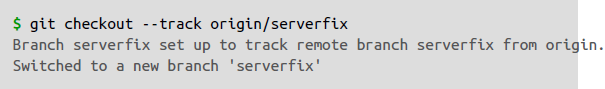 $ git checkout --track origin/serverfix
Branch serverfix set up to track remote branch serverfix from origin.
Switched to a new branch 'serverfix'